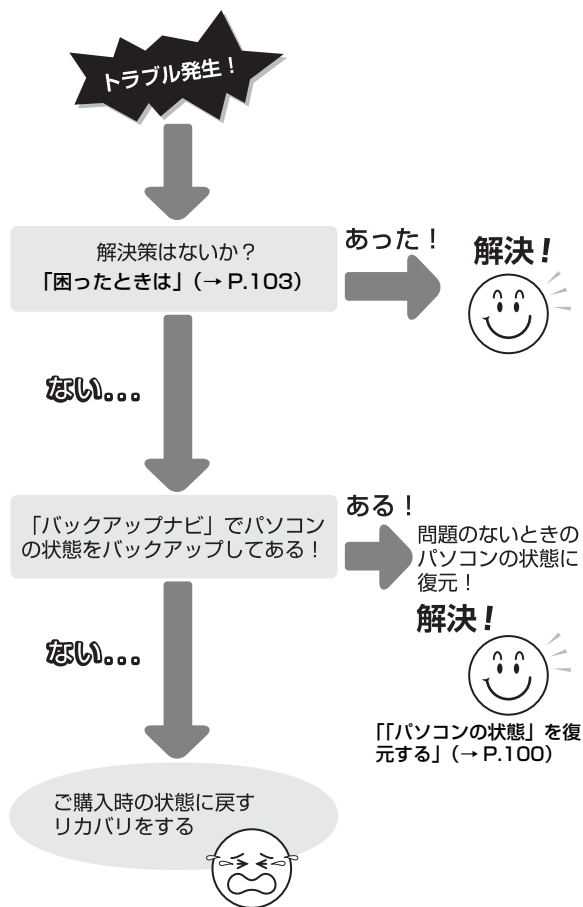 トラブル発生！
解決策はないか？
「困ったときは」（→ P.103）
あった！
解決！
ない...
「バックアップナビ」でパソコン
の状態をバックアップしてある！
ある！
問題のないときの
パソコンの状態に
復元！
解決！
「「パソコンの状態」を復
元する」（→ P.100）
ない...
ご購入時の状態に戻す
リカバリをする